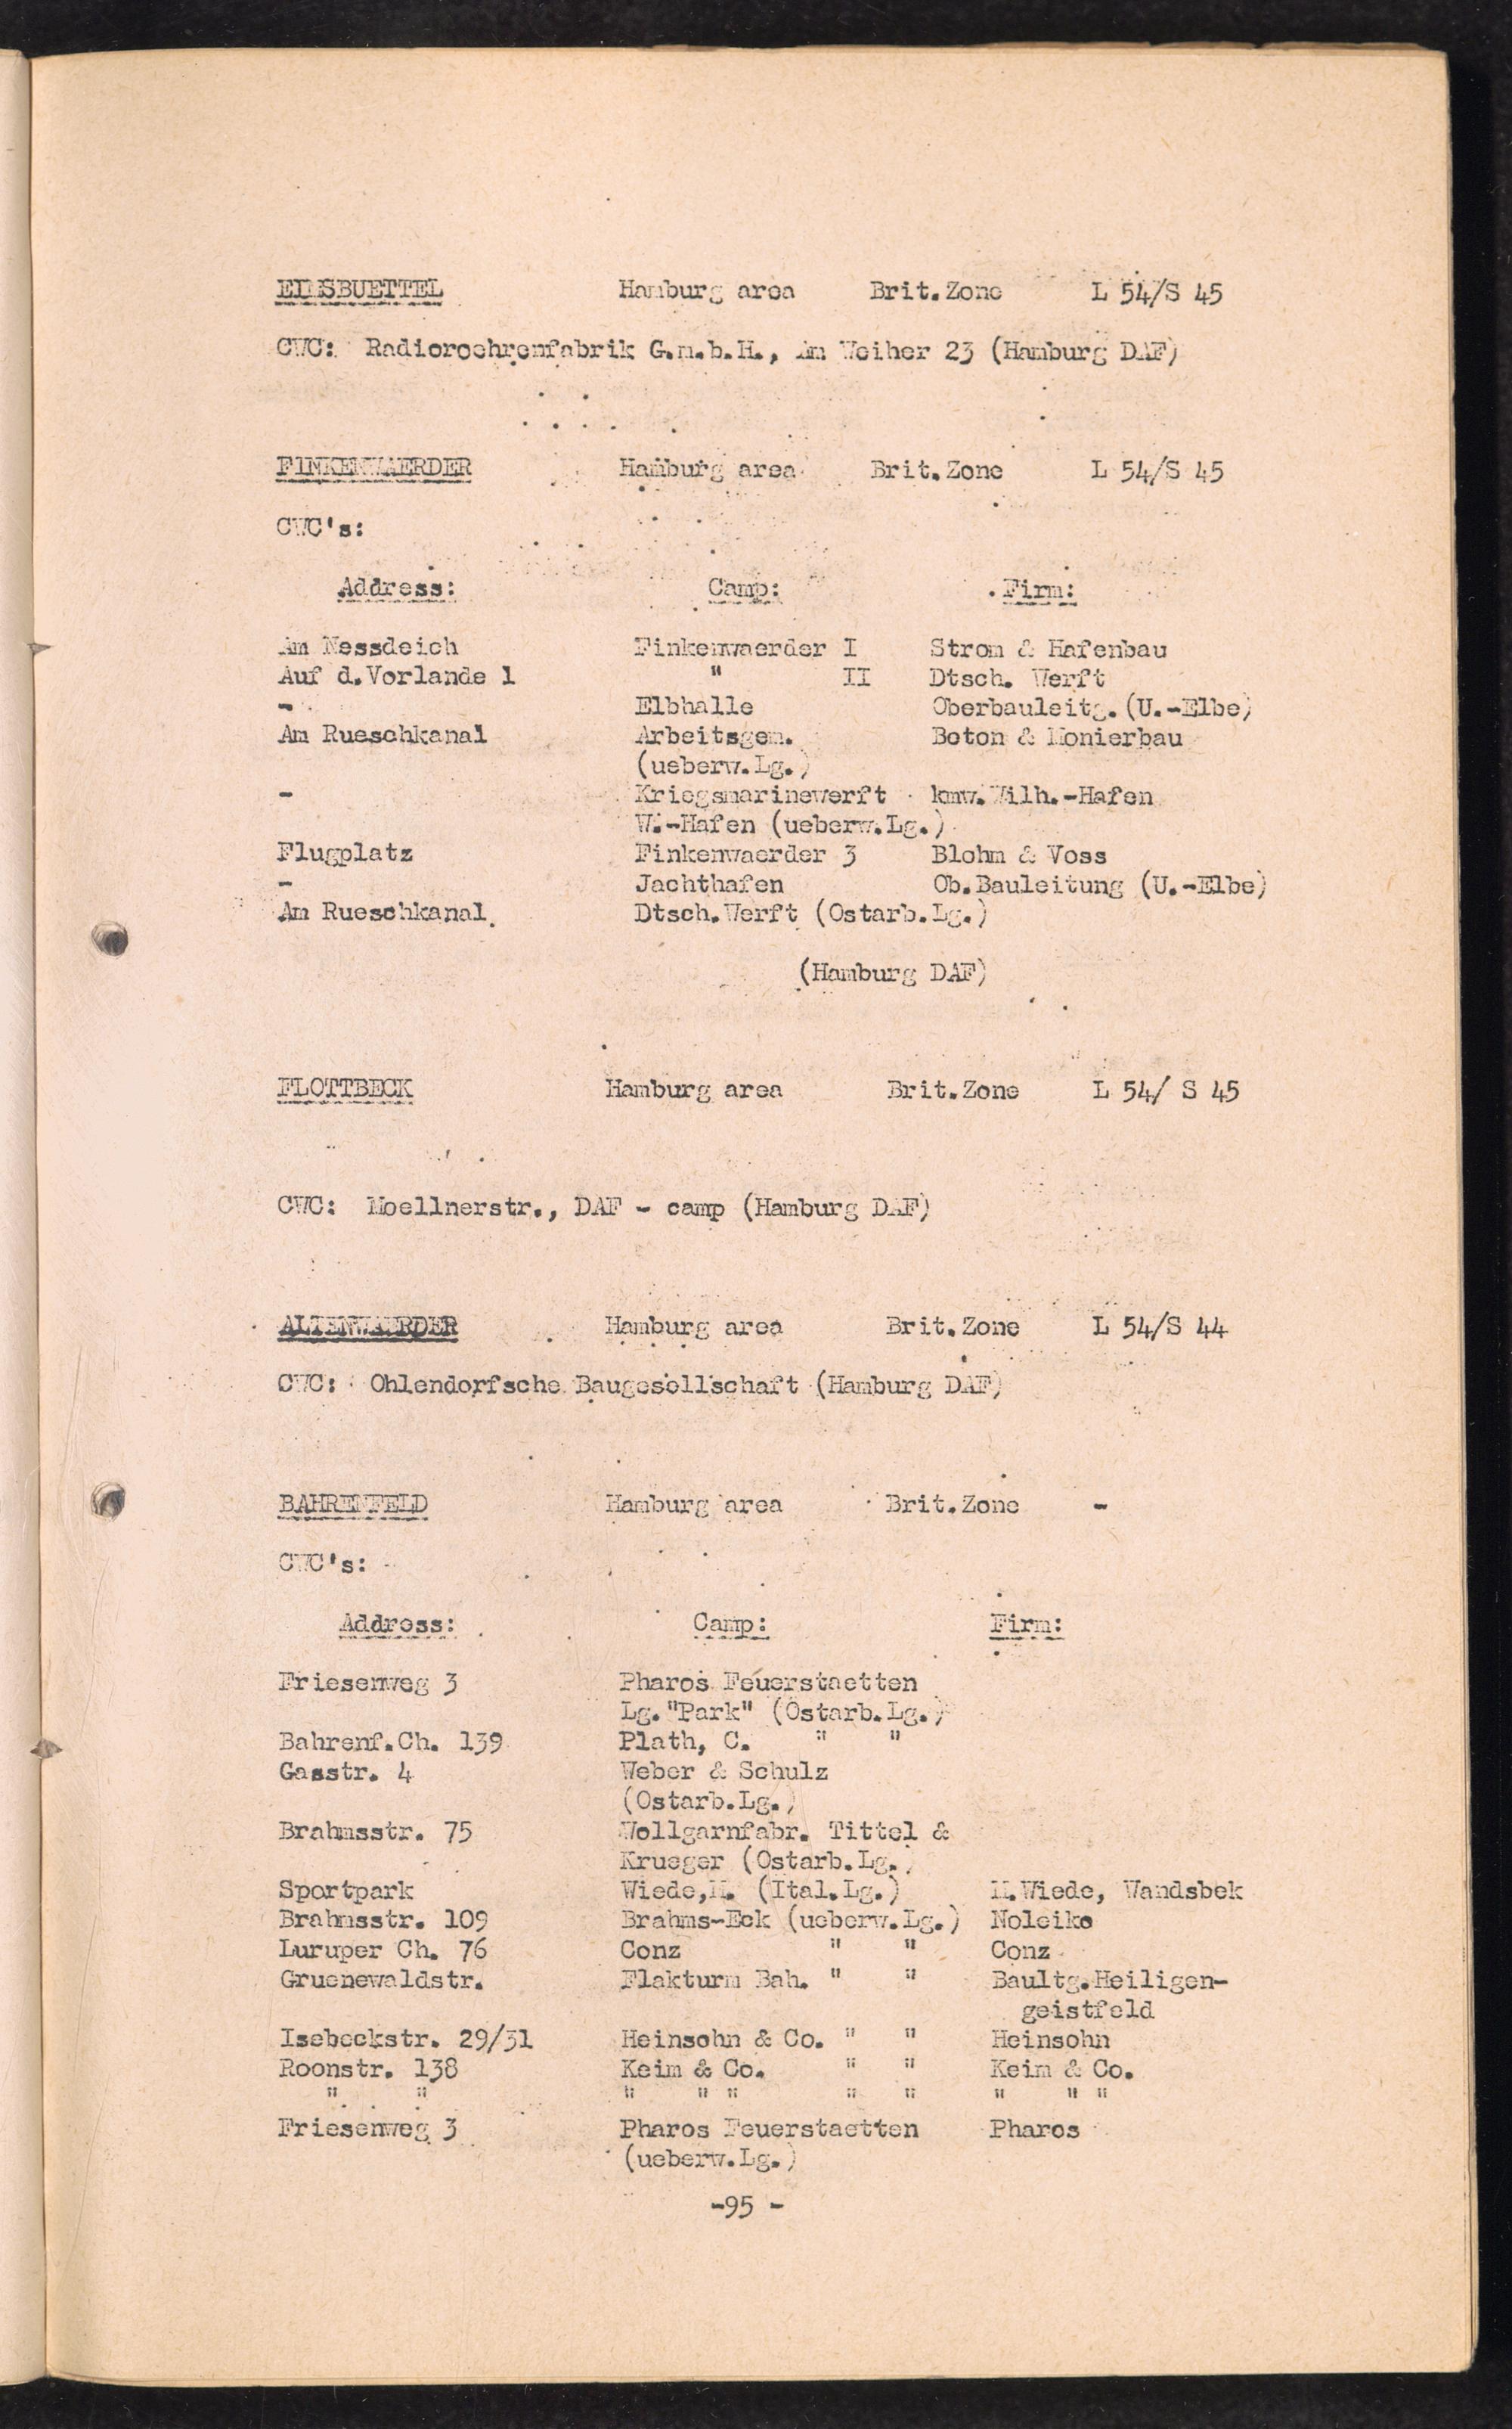 EIMSBUETTEL Hamburg area Brit.Zone L 54/S 45
CWC: Radioroehrenfabrik G.m.b.H., Am Weiher 23 (Hamburg DAF)
FINKENWAERDER Hamburg area Brit.Zone L 54/S 45
CWC's:
Address: Camp: Firm:
Am Nessdeich Finkenwaerder I Strom & Hafenbau
Auf d.Vorlande 1 " II Dtsch. Werft
- Elbhalle Oberbauleitg.(U.-Elbe)
Am Rueschkanal Arbeitsgem. Beton & Monierbau
(ueberw.Lg.)
- Kriegsmarinewerft kmw.Wilh.-Hafen
W.-Hafen (ueberw.Lg.)
Flugplatz Finkenwaerder 3 Blohm & Voss
- Jachthafen Ob.Bauleitung (U.-Elbe)
Am Rueschkanal Dtsch.Werft (Ostarb.Lg.)
(Hamburg DAF)
FLOTTBECK Hamburg area Brit.Zone L 54/ S 45
CWC: Moellnerstr., DAF - camp (Hamburg DAF)
ALTENWAERDER Hamburg area Brit.Zone L 54/S 44
CWC: Ohlendorfsche Baugesellschaft (Hamburg DAF)
BAHRENFELD Hamburg area Brit.Zone -
CWC's:
Address: Camp: Firm:
Friesenweg 3 Pharos Feuerstaetten
Lg."Park" (Ostarb.Lg.)
Bahrenf.Ch. 139 Plath, C. " "
Gasstr. 4 Weber & Schulz
(Ostarb.Lg.)
Brahmsstr. 75 Wollgarnfabr. Tittel &
Krueger (Ostarb.Lg.)
Sportpark Wiede,H. (Ital.Lg.) H.Wiede, Wandsbek
Brahmsstr. 109 Brahms-Eck (ueberw.Lg.) Noleiko
Luruper Ch. 76 Conz " " Conz
Gruenewaldstr. Flakturm Bah. " " Baultg.Heiligen-
geistfeld
Isebeckstr. 29/31 Heinsohn & Co. " " Heinsohn
Roonstr. 138 Keim & Co. " " Keim & Co.
" " " " " " " " " "
Friesenweg 3 Pharos Feuerstaetten Pharos
(ueberw.Lg.)
-95 -